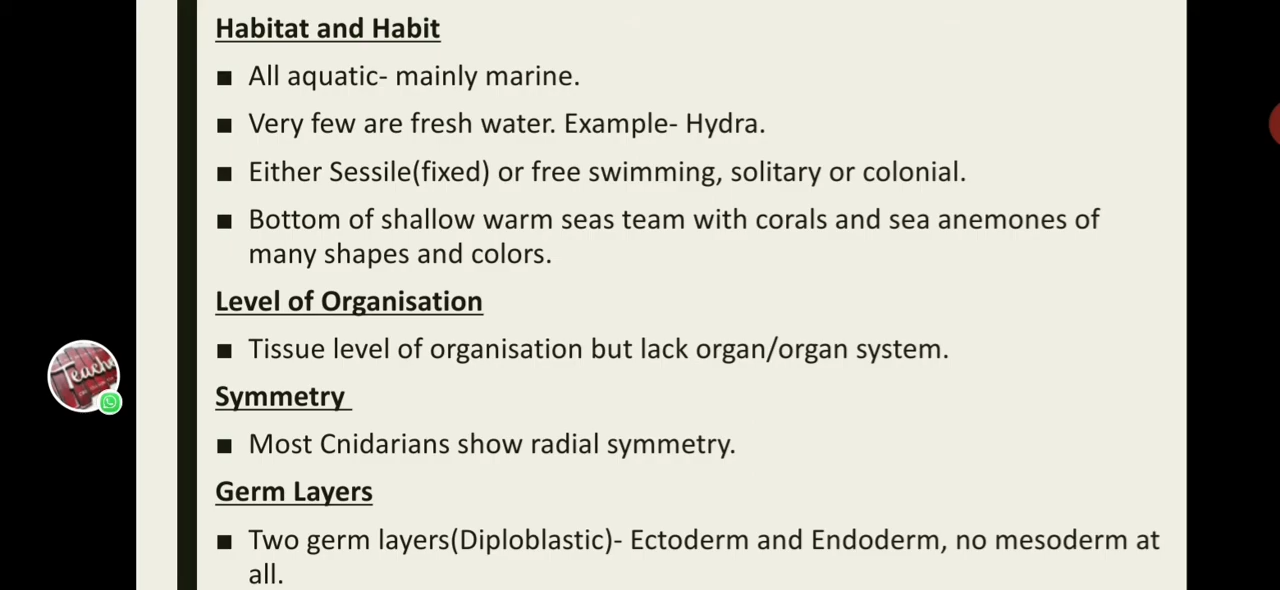 Habitat and Habit
■ All aquatic- mainly marine.
■ Very few are fresh water. Example- Hydra.
■ Either Sessile(fixed) or free swimming, solitary or colonial.
■ Bottom of shallow warm seas team with corals and sea anemones of
many shapes and colors.
Level of Organisation
■ Tissue level of organisation but lack organ/organ system.
Symmetry
■ Most Cnidarians show radial symmetry.
Germ Layers
■ Two germ layers(Diploblastic)- Ectoderm and Endoderm, no mesoderm at
all.